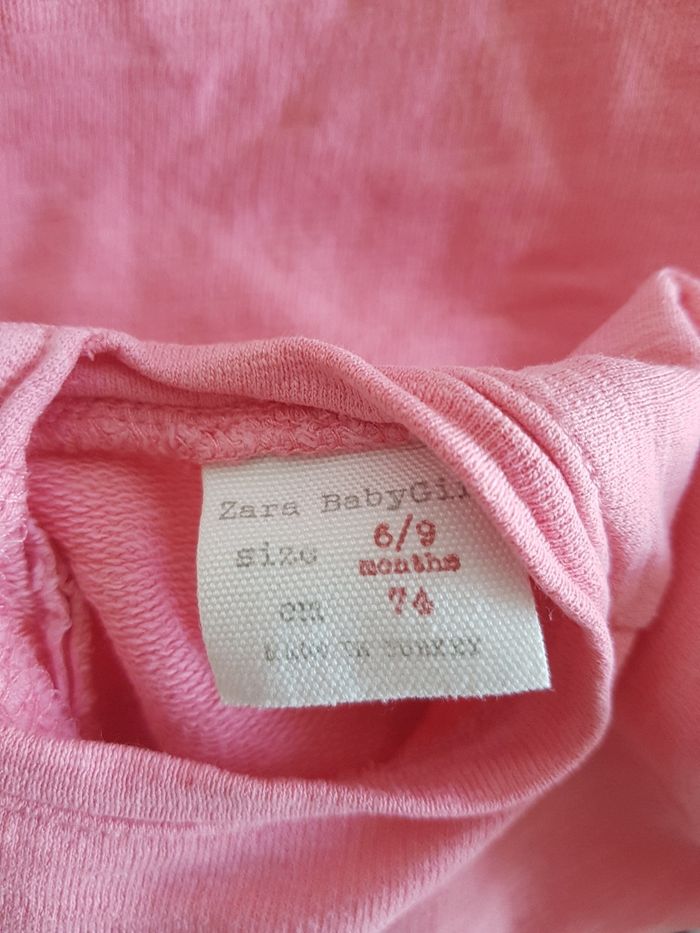 Zara BabyGi
size 6/9
months
cm 74
MADE IN TURKEY